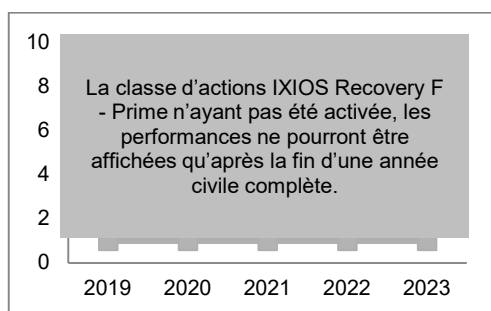 10
8
6
4
2
0
La classe d’actions IXIOS Recovery F
- Prime n’ayant pas été activée, les
performances ne pourront être
affichées qu’après la fin d’une année
civile complète.
2019 2020 2021 2022 2023